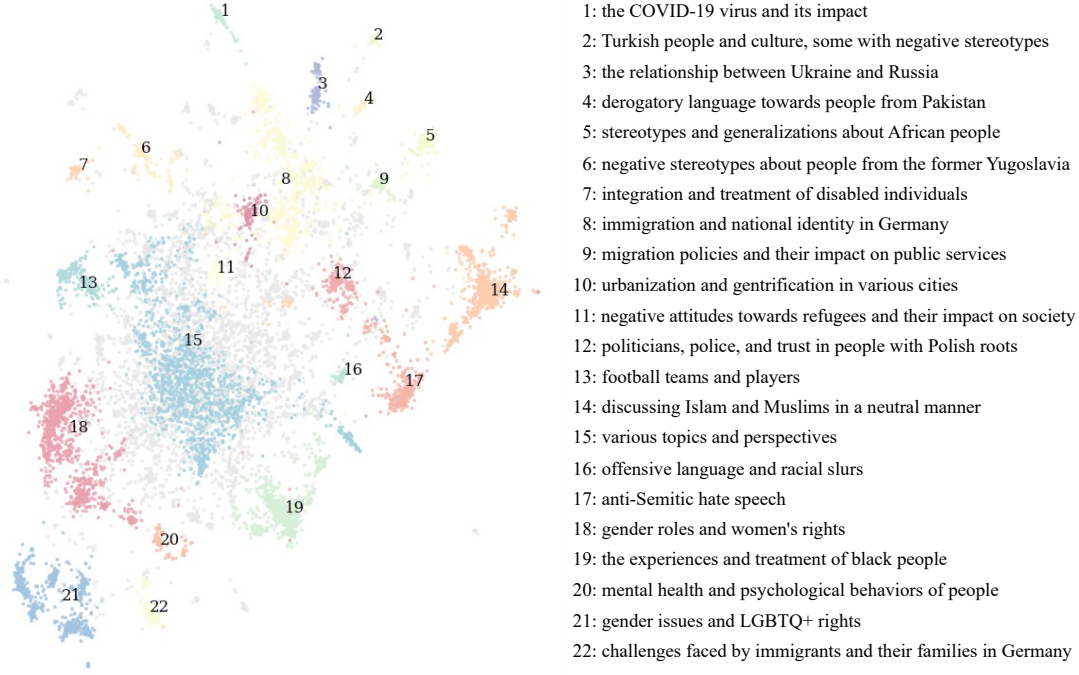 1
2
3
4
5
6
7
8
9
10
11
12
13
14
15
16
17
18
19
20
21
22
1: the COVID-19 virus and its impact
2: Turkish people and culture, some with negative stereotypes
3: the relationship between Ukraine and Russia
4: derogatory language towards people from Pakistan
5: stereotypes and generalizations about African people
6: negative stereotypes about people from the former Yugoslavia
7: integration and treatment of disabled individuals
8: immigration and national identity in Germany
9: migration policies and their impact on public services
10: urbanization and gentrification in various cities
11: negative attitudes towards refugees and their impact on society
12: politicians, police, and trust in people with Polish roots
13: football teams and players
14: discussing Islam and Muslims in a neutral manner
15: various topics and perspectives
16: offensive language and racial slurs
17: anti-Semitic hate speech
18: gender roles and women's rights
19: the experiences and treatment of black people
20: mental health and psychological behaviors of people
21: gender issues and LGBTQ+ rights
22: challenges faced by immigrants and their families in Germany